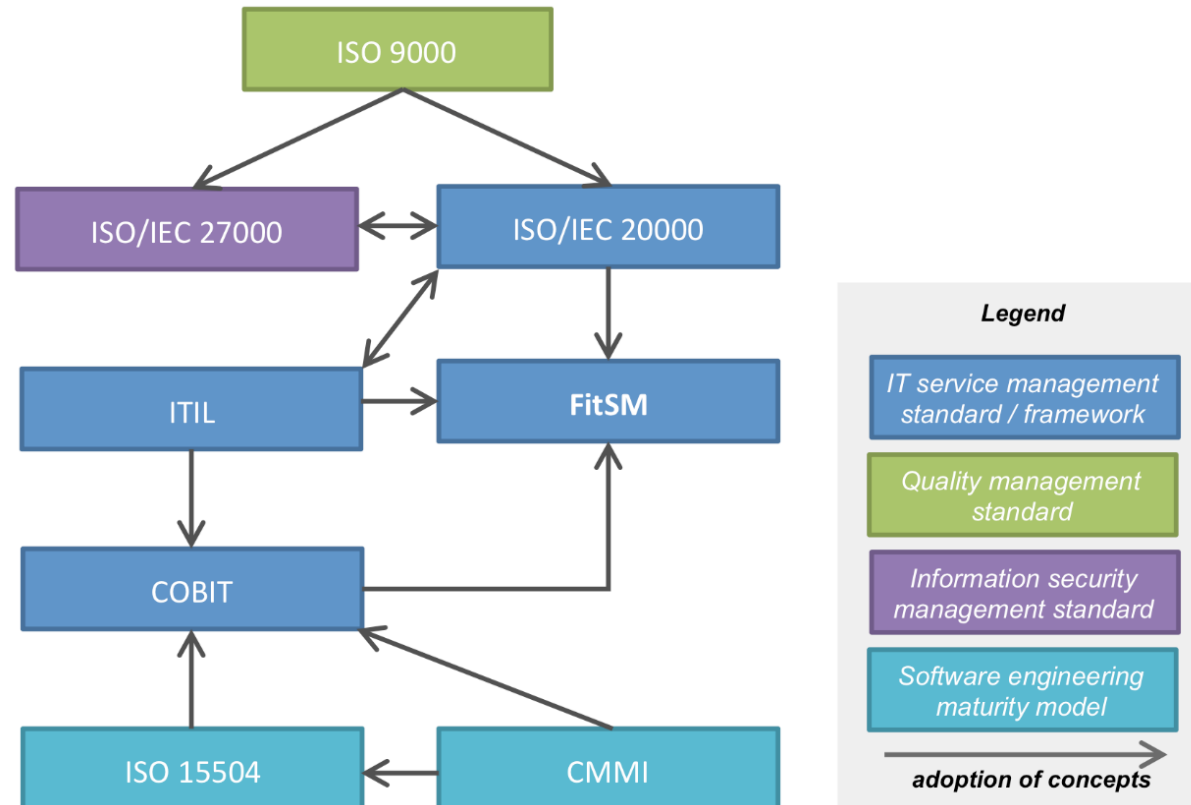 ISO 9000
ISO/IEC 27000
ISO/IEC 20000
ITIL
FitSM
COBIT
ISO 15504
CMMI
Legend
IT service management
standard / framework
Quality management
standard
Information security
management standard
Software engineering
maturity model
adoption of concepts